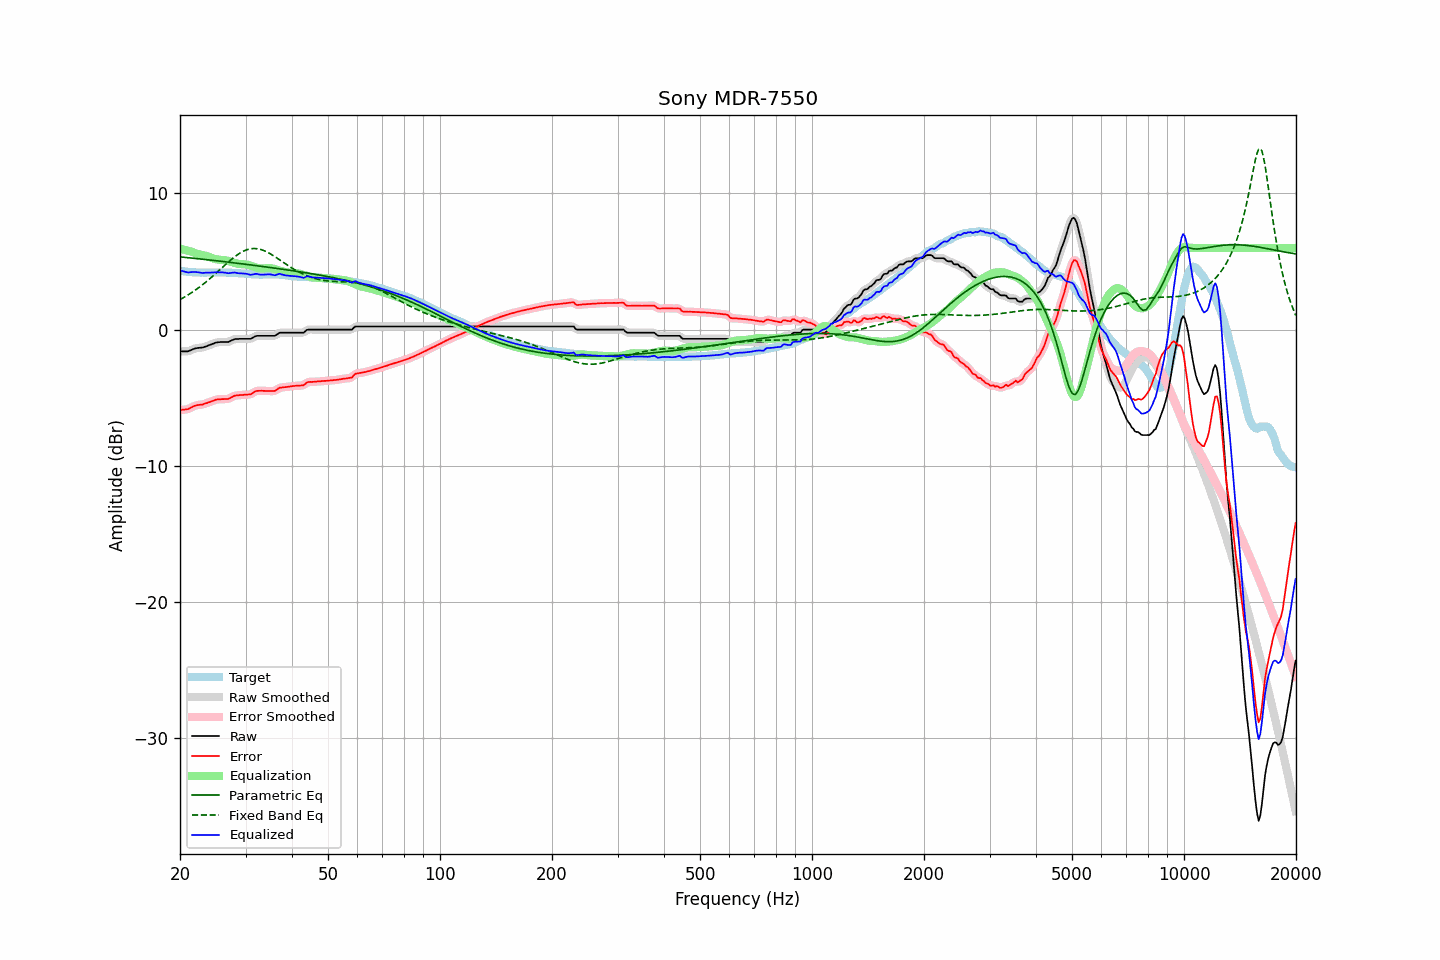 Sony MDR-7550
Amplitude (dBr)
10
0
−10
−20
−30
Target
Raw Smoothed
Error Smoothed
Raw
Error
Equalization
Parametric Eq
Fixed Band Eq
Equalized
20 50 100 200 500 1000 2000 5000 10000 20000
Frequency (Hz)